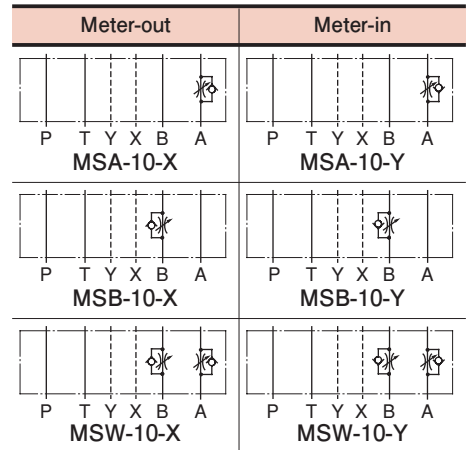 Meter-out Meter-in
P T Y X B A P T Y X B A
MSA-10-X MSA-10-Y
P T Y X B A P T Y X B A
MSB-10-X MSB-10-Y
P T Y X B A P T Y X B A
MSW-10-X MSW-10-Y